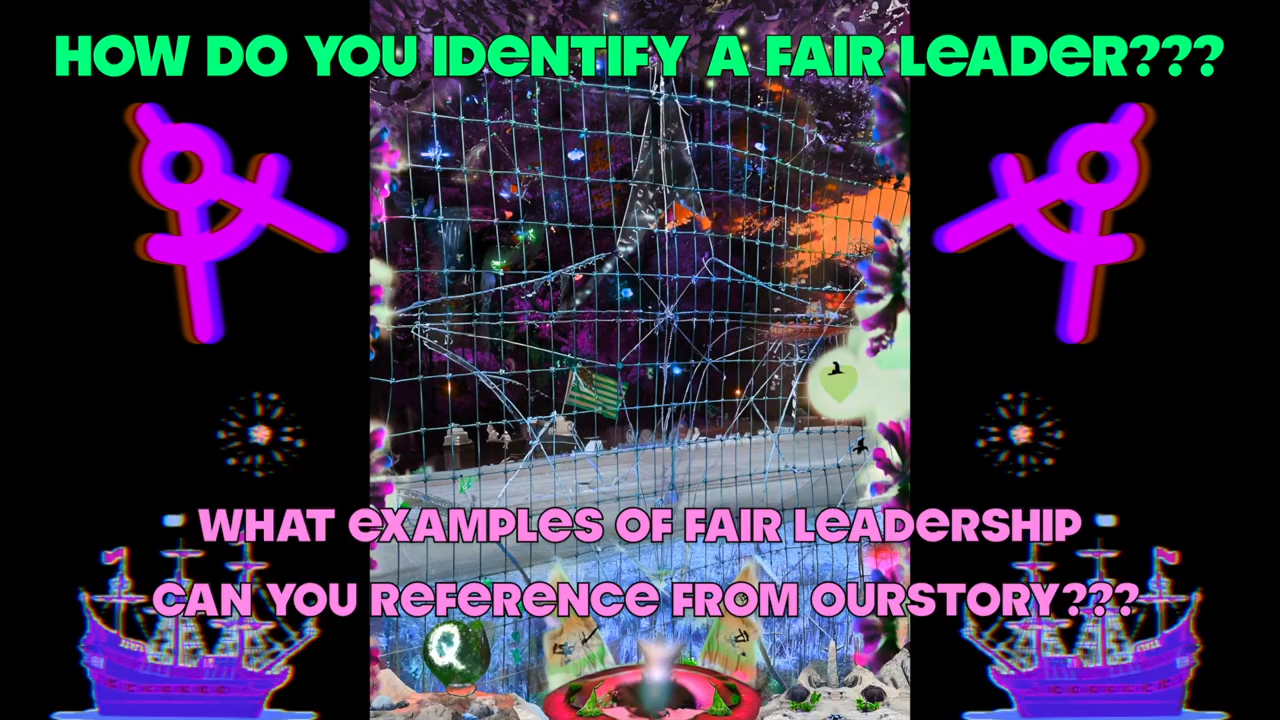 HOW DO YOU IDENTIFY A FAIR LEADER???
WHAT EXAMPLES OF FAIR LEADERSHIP
CAN YOU REFERENCE FROM OURSTORY???
Q